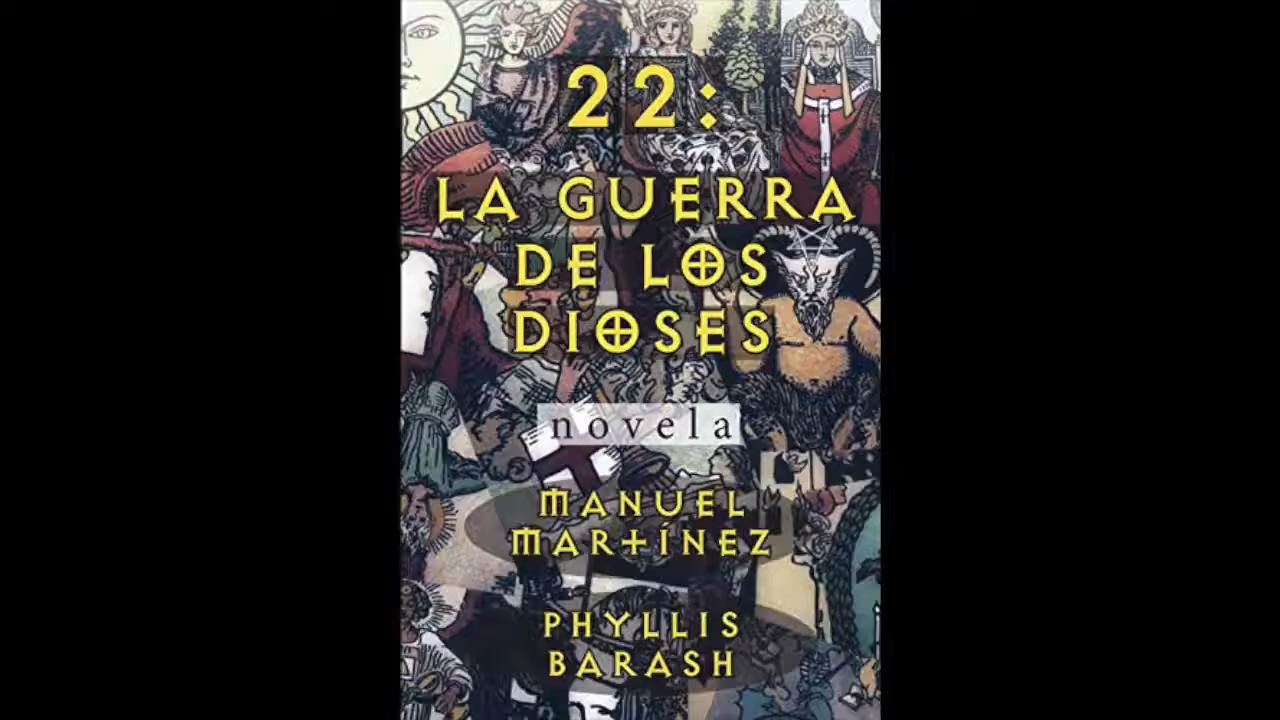 22:
LA GUERRA
DE LOS
DIOSES
novela
MANUEL
MARTÍNEZ
PHYLLIS
BARASH